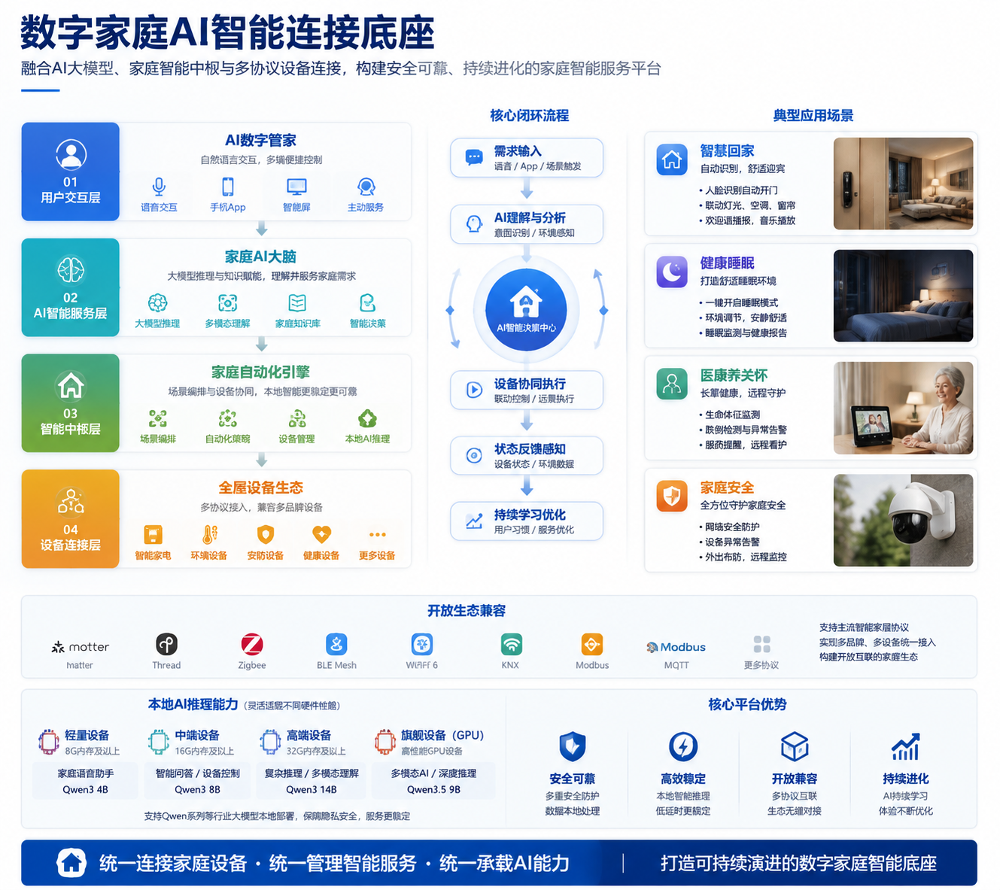 数字家庭AI智能连接底座
融合AI大模型、家庭智能中枢与多协议设备连接，构建安全可靠、持续进化的家庭智能服务平台
01
用户交互层
AI数字管家
自然语言交互，多端便捷控制
语音交互
手机App
智能屏
主动服务
02
AI智能服务层
家庭AI大脑
大模型推理与知识赋能，理解并服务家庭需求
大模型推理
多模态理解
家庭知识库
智能决策
03
智能中枢层
家庭自动化引擎
场景编排与设备协同，本地智能更稳定更可靠
场景编排
自动化策略
设备管理
本地AI推理
04
设备连接层
全屋设备生态
多协议接入，兼容多品牌设备
智能家电
环境设备
安防设备
健康设备
更多设备
核心闭环流程
需求输入
语音 / App / 场景触发
AI理解与分析
意图识别 / 环境感知
AI智能决策中心
设备协同执行
联动控制 / 远景执行
状态反馈感知
设备状态 / 环境数据
持续学习优化
用户习惯 / 服务优化
典型应用场景
智慧回家
自动识别，舒适迎宾
• 人脸识别自动开门
• 联动灯光、空调、窗帘
• 欢迎语播报，音乐播放
健康睡眠
打造舒适睡眠环境
• 一键开启睡眠模式
• 环境调节，安静舒适
• 睡眠监测与健康报告
医康养关怀
长辈健康，远程守护
• 生命体征监测
• 跌倒检测与异常告警
• 服药提醒，远程看护
家庭安全
全方位守护家庭安全
• 网络安全防护
• 设备异常告警
• 外出布防，远程监控
开放生态兼容
motter
matter
Thread
Zigbee
BLE Mesh
KNX
Modbus
Modbus
MQTT
更多协议
支持主流智能家居协议
实现多品牌、多设备统一接入
构建开放互联的家庭生态
本地AI推理能力（灵活适配不同硬件性能）
轻量设备
8G内存及以上
家庭语音助手
Qwen3 4B
中端设备
16G内存及以上
智能问答 / 设备控制
Qwen3 8B
高端设备
32G内存及以上
复杂推理 / 多模态理解
Qwen3 14B
旗舰设备（GPU）
高性能GPU设备
多模态AI / 深度推理
Qwen3.5 9B
支持Qwen系列等行业大模型本地部署，保障隐私安全，服务更稳定
核心平台优势
安全可靠
多重安全防护
数据本地处理
高效稳定
本地智能推理
低延时更稳定
开放兼容
多协议互联
生态无缝对接
持续进化
AI持续学习
体验不断优化
统一连接家庭设备 · 统一管理智能服务 · 统一承载AI能力
打造可持续演进的数字家庭智能底座